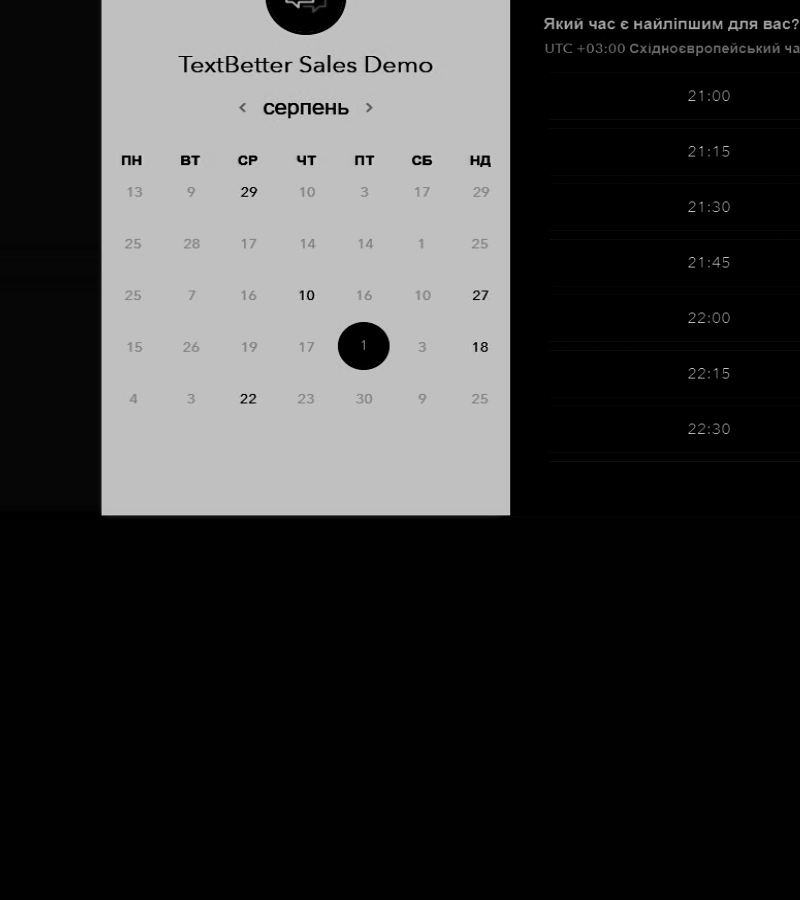 TextBetter Sales Demo
< серпень >
ПН ВТ СР ЧТ ПТ СБ НД
13 9 29 10 3 17 29
25 28 17 14 14 1 25
25 7 16 10 16 10 27
15 26 19 17 1 3 18
4 3 22 23 30 9 25
Який час є найліпшим для вас?
UTC +03:00 Східноєвропейський
21:00
21:15
21:30
21:45
22:00
22:15
22:30